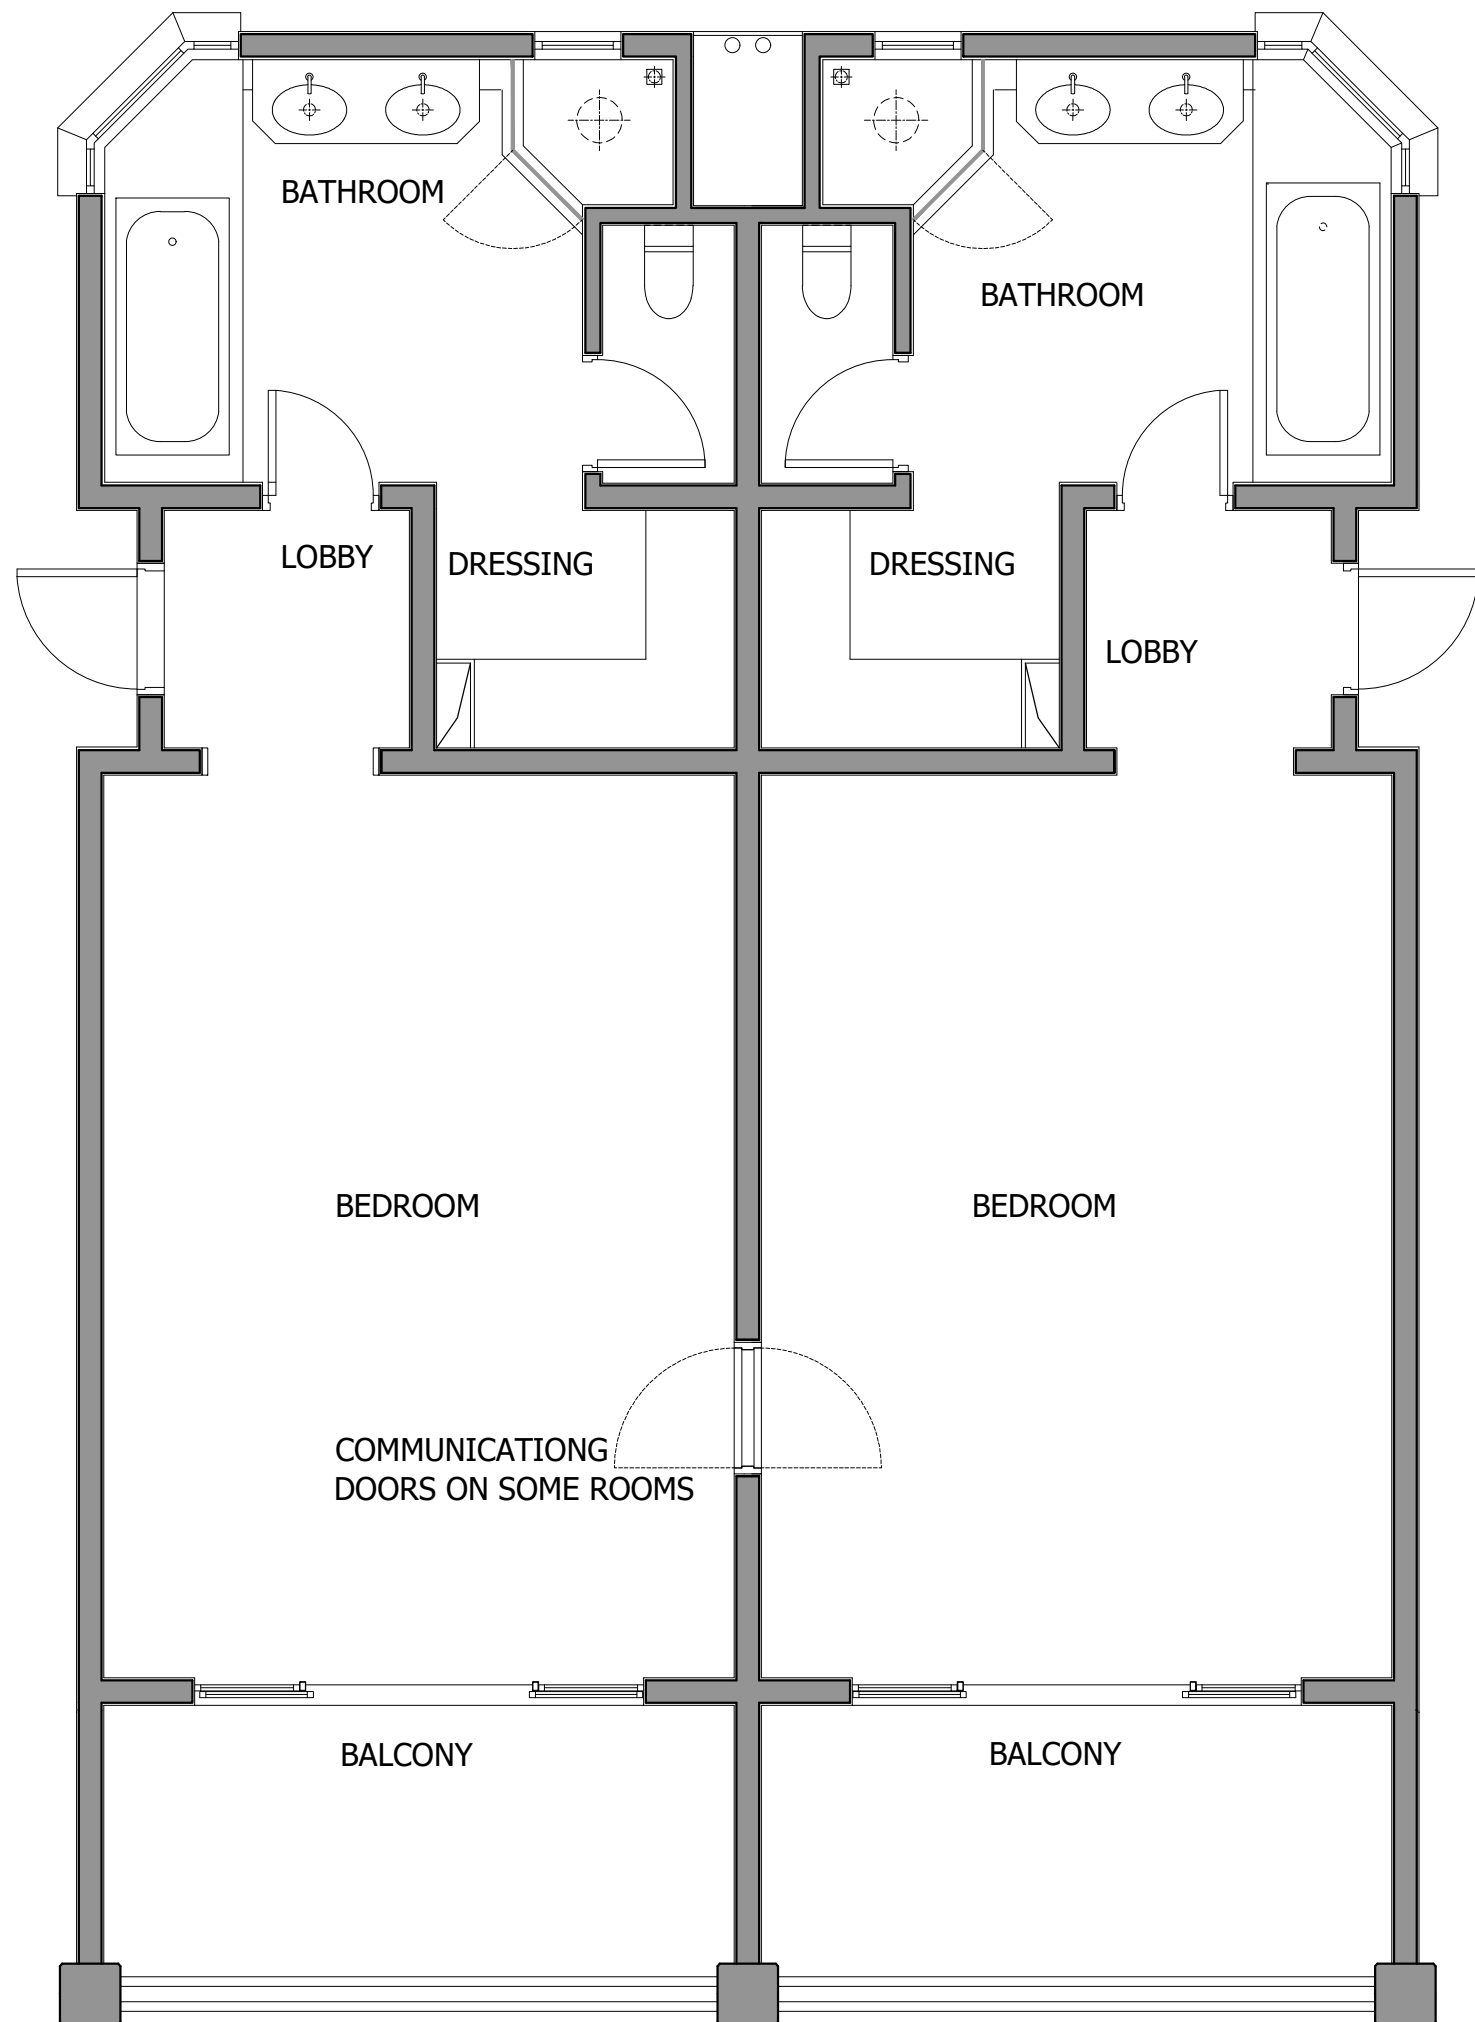 BATHROOM
BATHROOM
LOBBY
DRESSING
DRESSING
LOBBY
BEDROOM
BEDROOM
COMMUNICATIONG
DOORS ON SOME ROOMS
BALCONY
BALCONY